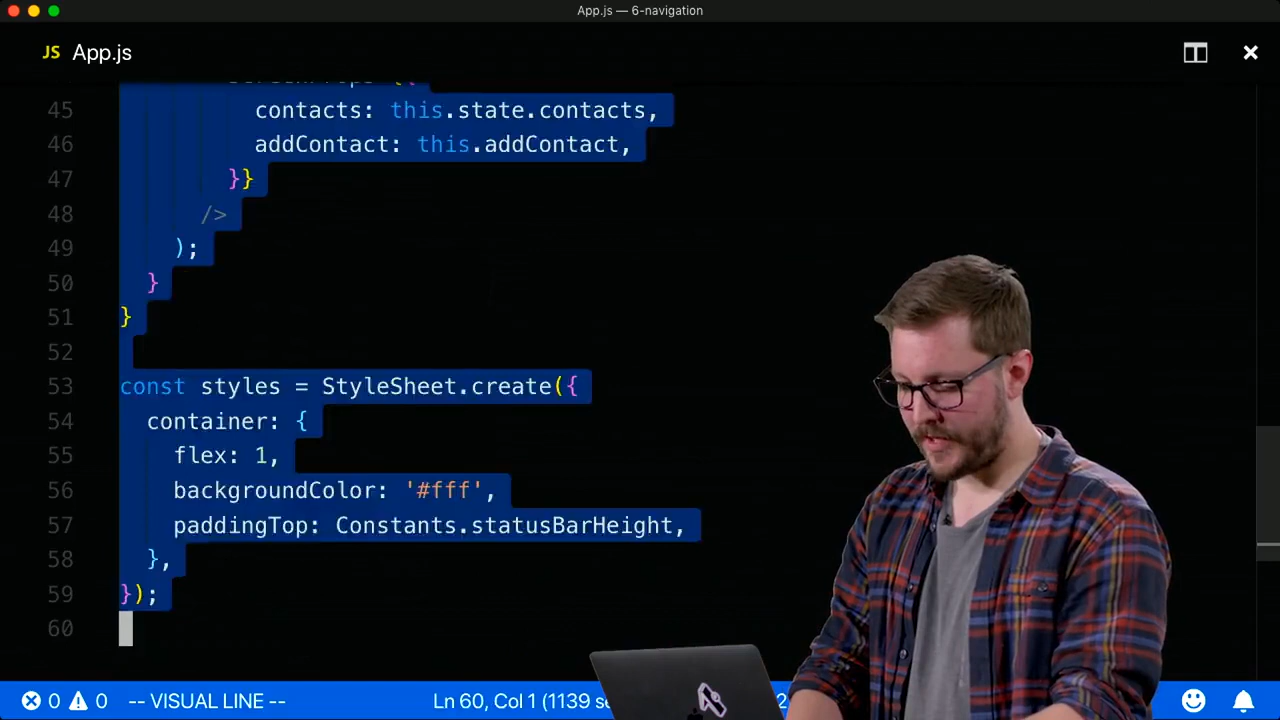 App.js — 6-navigation
JS App.js
45 contacts: this.state.contacts,
46 addContact: this.addContact,
47 }}
48 />
49 );
50 }
51 }
52
53 const styles = StyleSheet.create({
54 container: {
55 flex: 1,
56 backgroundColor: '#fff',
57 paddingTop: Constants.statusBarHeight,
58 },
59 });
60
0 0 -- VISUAL LINE -- Ln 60, Col 1 (1139